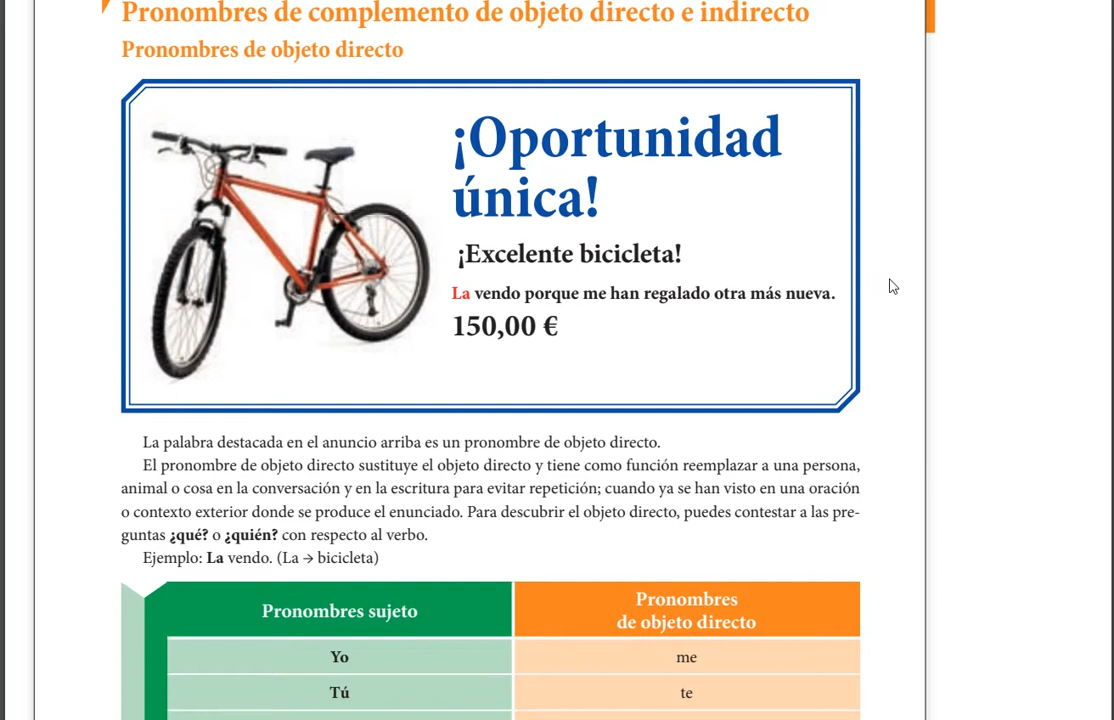 Pronombres de complemento de objeto directo e indirecto
Pronombres de objeto directo
¡Oportunidad
única!
¡Excelente bicicleta!
La vendo porque me han regalado otra más nueva.
150,00 €
La palabra destacada en el anuncio arriba es un pronombre de objeto directo.
El pronombre de objeto directo sustituye el objeto directo y tiene como función reemplazar a una persona,
animal o cosa en la conversación y en la escritura para evitar repetición; cuando ya se han visto en una oración
o contexto exterior donde se produce el enunciado. Para descubrir el objeto directo, puedes contestar a las pre-
guntas ¿qué? o ¿quién? con respecto al verbo.
Ejemplo: La vendo. (La → bicicleta)
Pronombres sujeto
Pronombres
de objeto directo
Yo
me
Tú
te